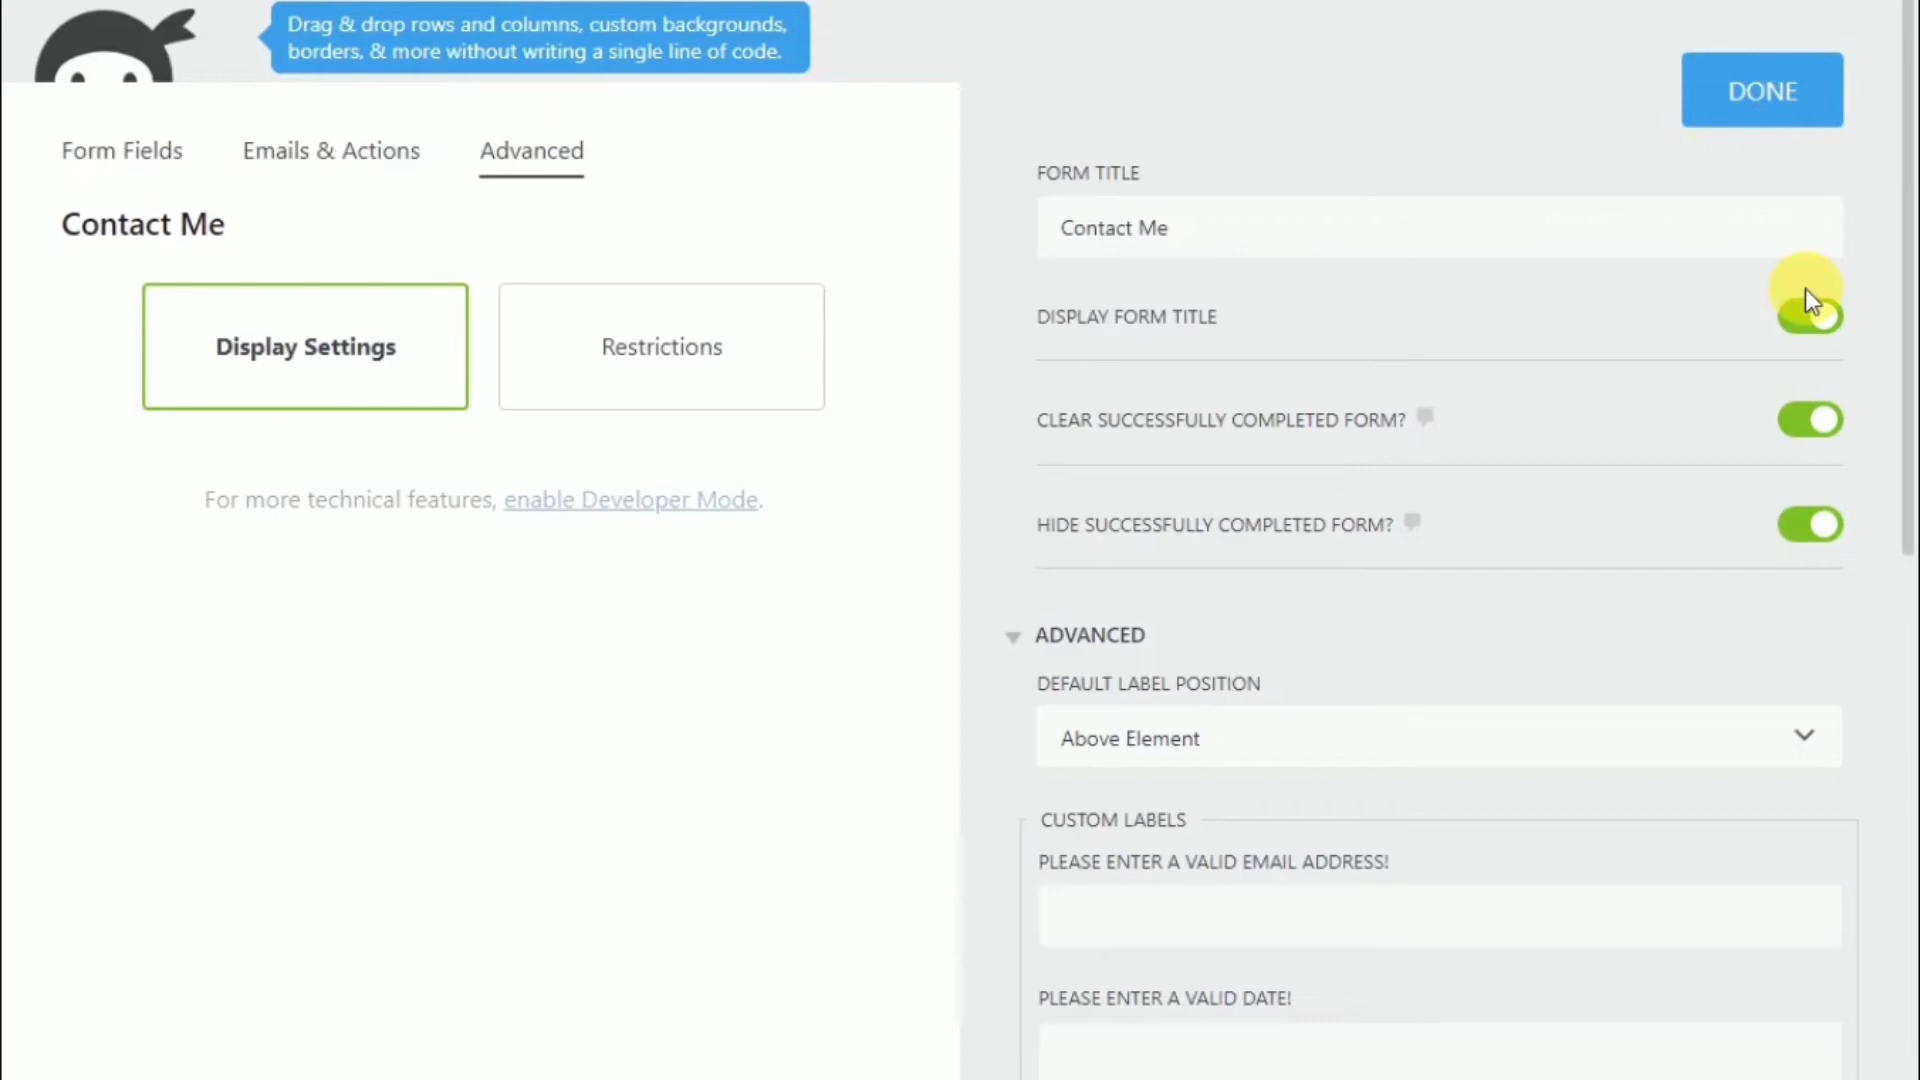 Drag & drop rows and columns, custom backgrounds,
borders, & more without writing a single line of code.
DONE
Form Fields
Emails & Actions
Advanced
Contact Me
Display Settings
Restrictions
For more technical features, enable Developer Mode.
FORM TITLE
Contact Me
DISPLAY FORM TITLE
CLEAR SUCCESSFULLY COMPLETED FORM?
HIDE SUCCESSFULLY COMPLETED FORM?
ADVANCED
DEFAULT LABEL POSITION
Above Element
CUSTOM LABELS
PLEASE ENTER A VALID EMAIL ADDRESS!
PLEASE ENTER A VALID DATE!